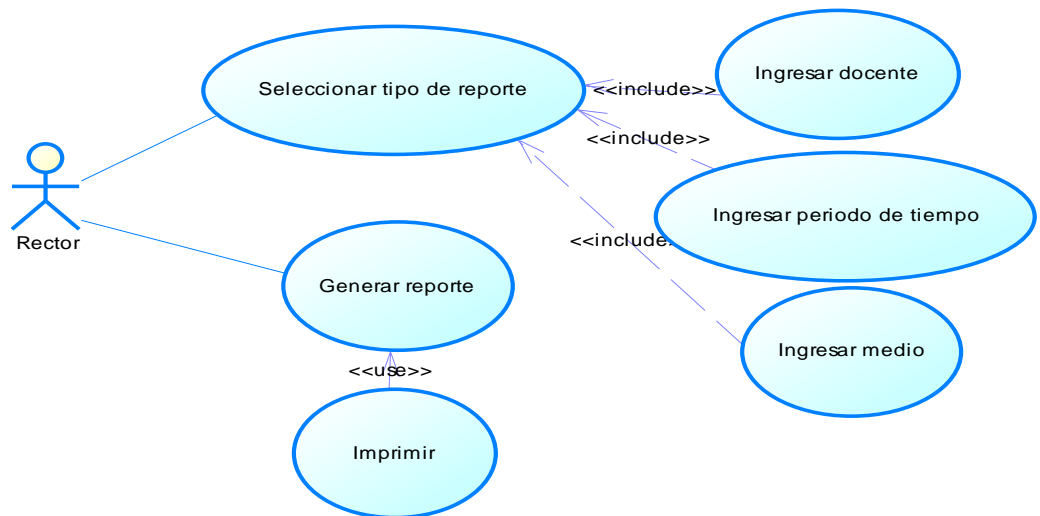 Seleccionar tipo de reporte
Ingresar docente
<<include>>
<<include>>
Ingresar periodo de tiempo
Rector
<<include>>
Generar reporte
Ingresar medio
<<use>>
Imprimir